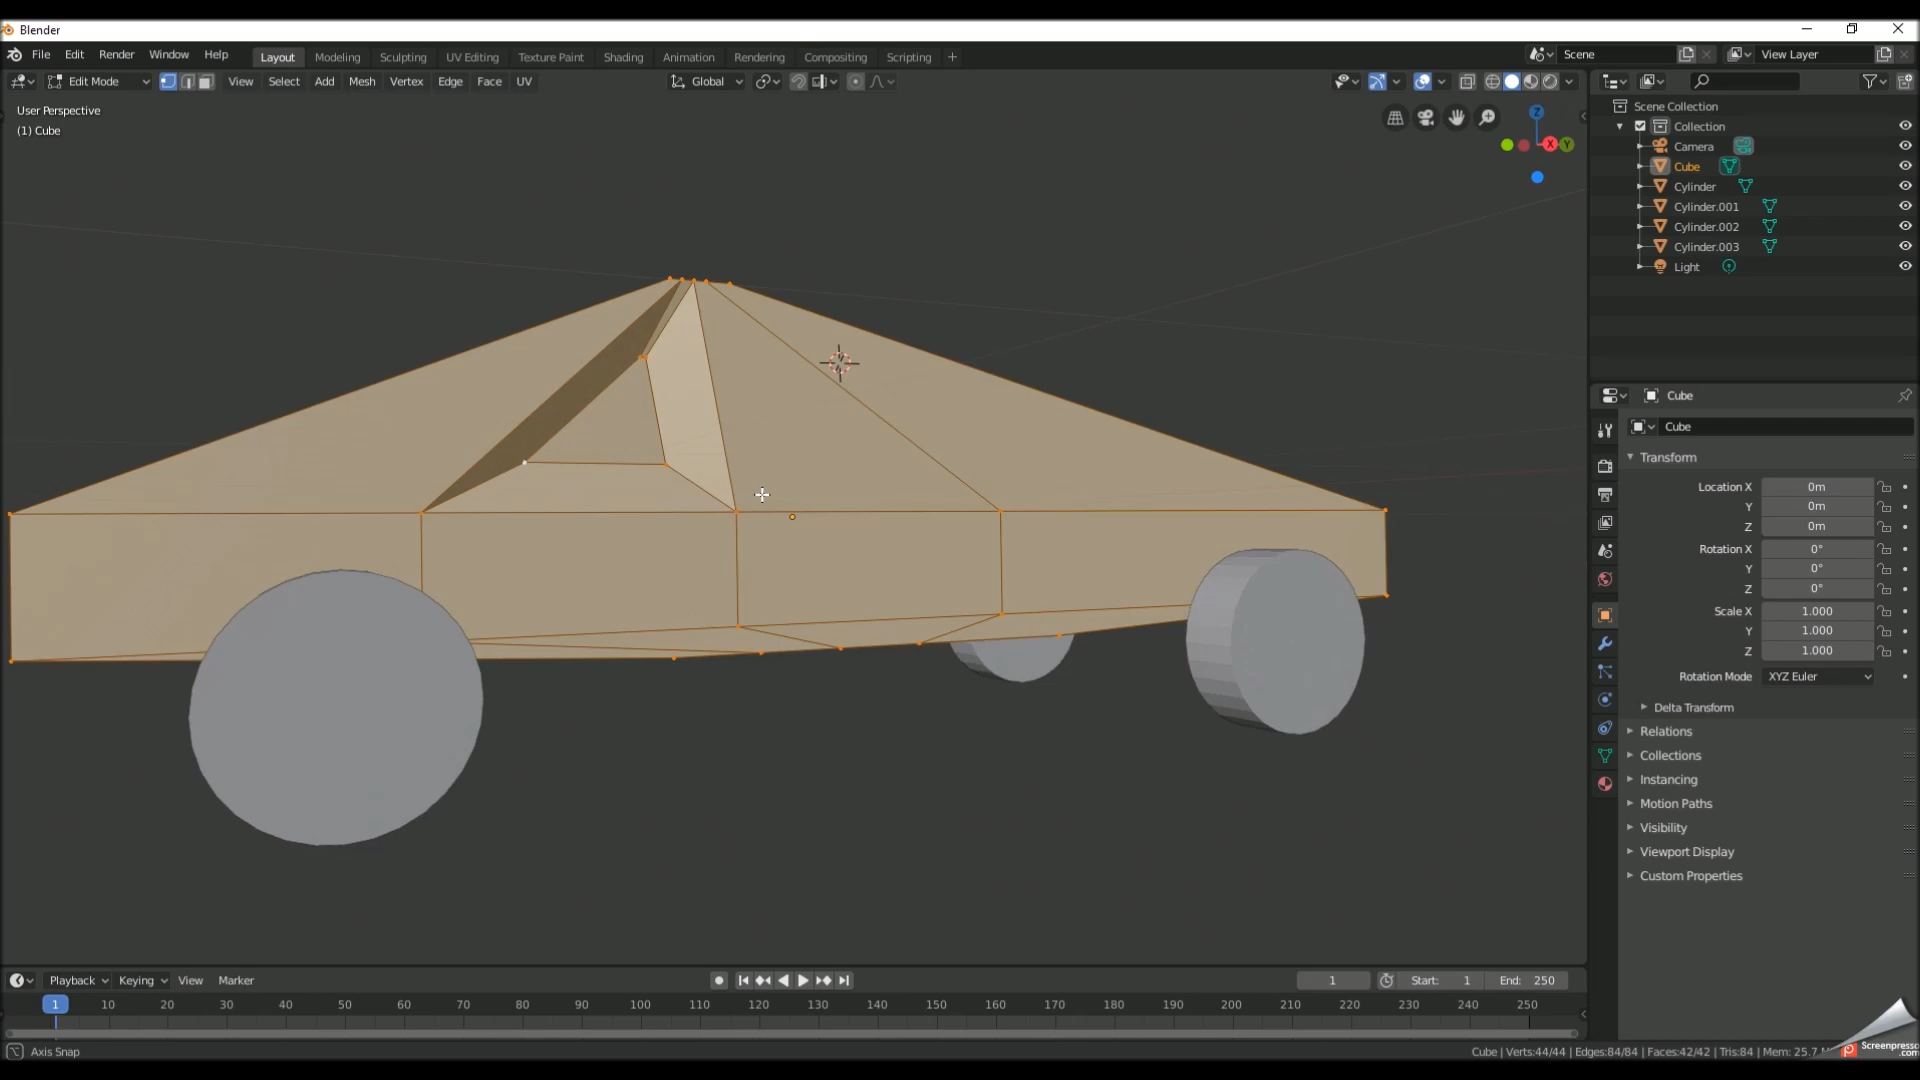 Blender
File Edit Render Window Help Layout Modeling Sculpting UV Editing Texture Paint Shading Animation Rendering Compositing Scripting + Scene View Layer
Edit Mode View Select Add Mesh Vertex Edge Face UV Global
User Perspective
(1) Cube
Z
X Y
Scene Collection
Collection
Camera
Cube
Cylinder
Cylinder.001
Cylinder.002
Cylinder.003
Light
Cube
Cube
Transform
Location X 0m
Y 0m
Z 0m
Rotation X 0°
Y 0°
Z 0°
Scale X 1.000
Y 1.000
Z 1.000
Rotation Mode XYZ Euler
Delta Transform
Relations
Collections
Instancing
Motion Paths
Visibility
Viewport Display
Custom Properties
Playback Keying View Marker 1 Start: 1 End: 250
1 10 20 30 40 50 60 70 80 90 100 110 120 130 140 150 160 170 180 190 200 210 220 230 240 250
Axis Snap
Cube | Verts:44/44 | Edges:84/84 | Faces:42/42 | Tris:84 | Mem: 25.7
Screenpresso
.com